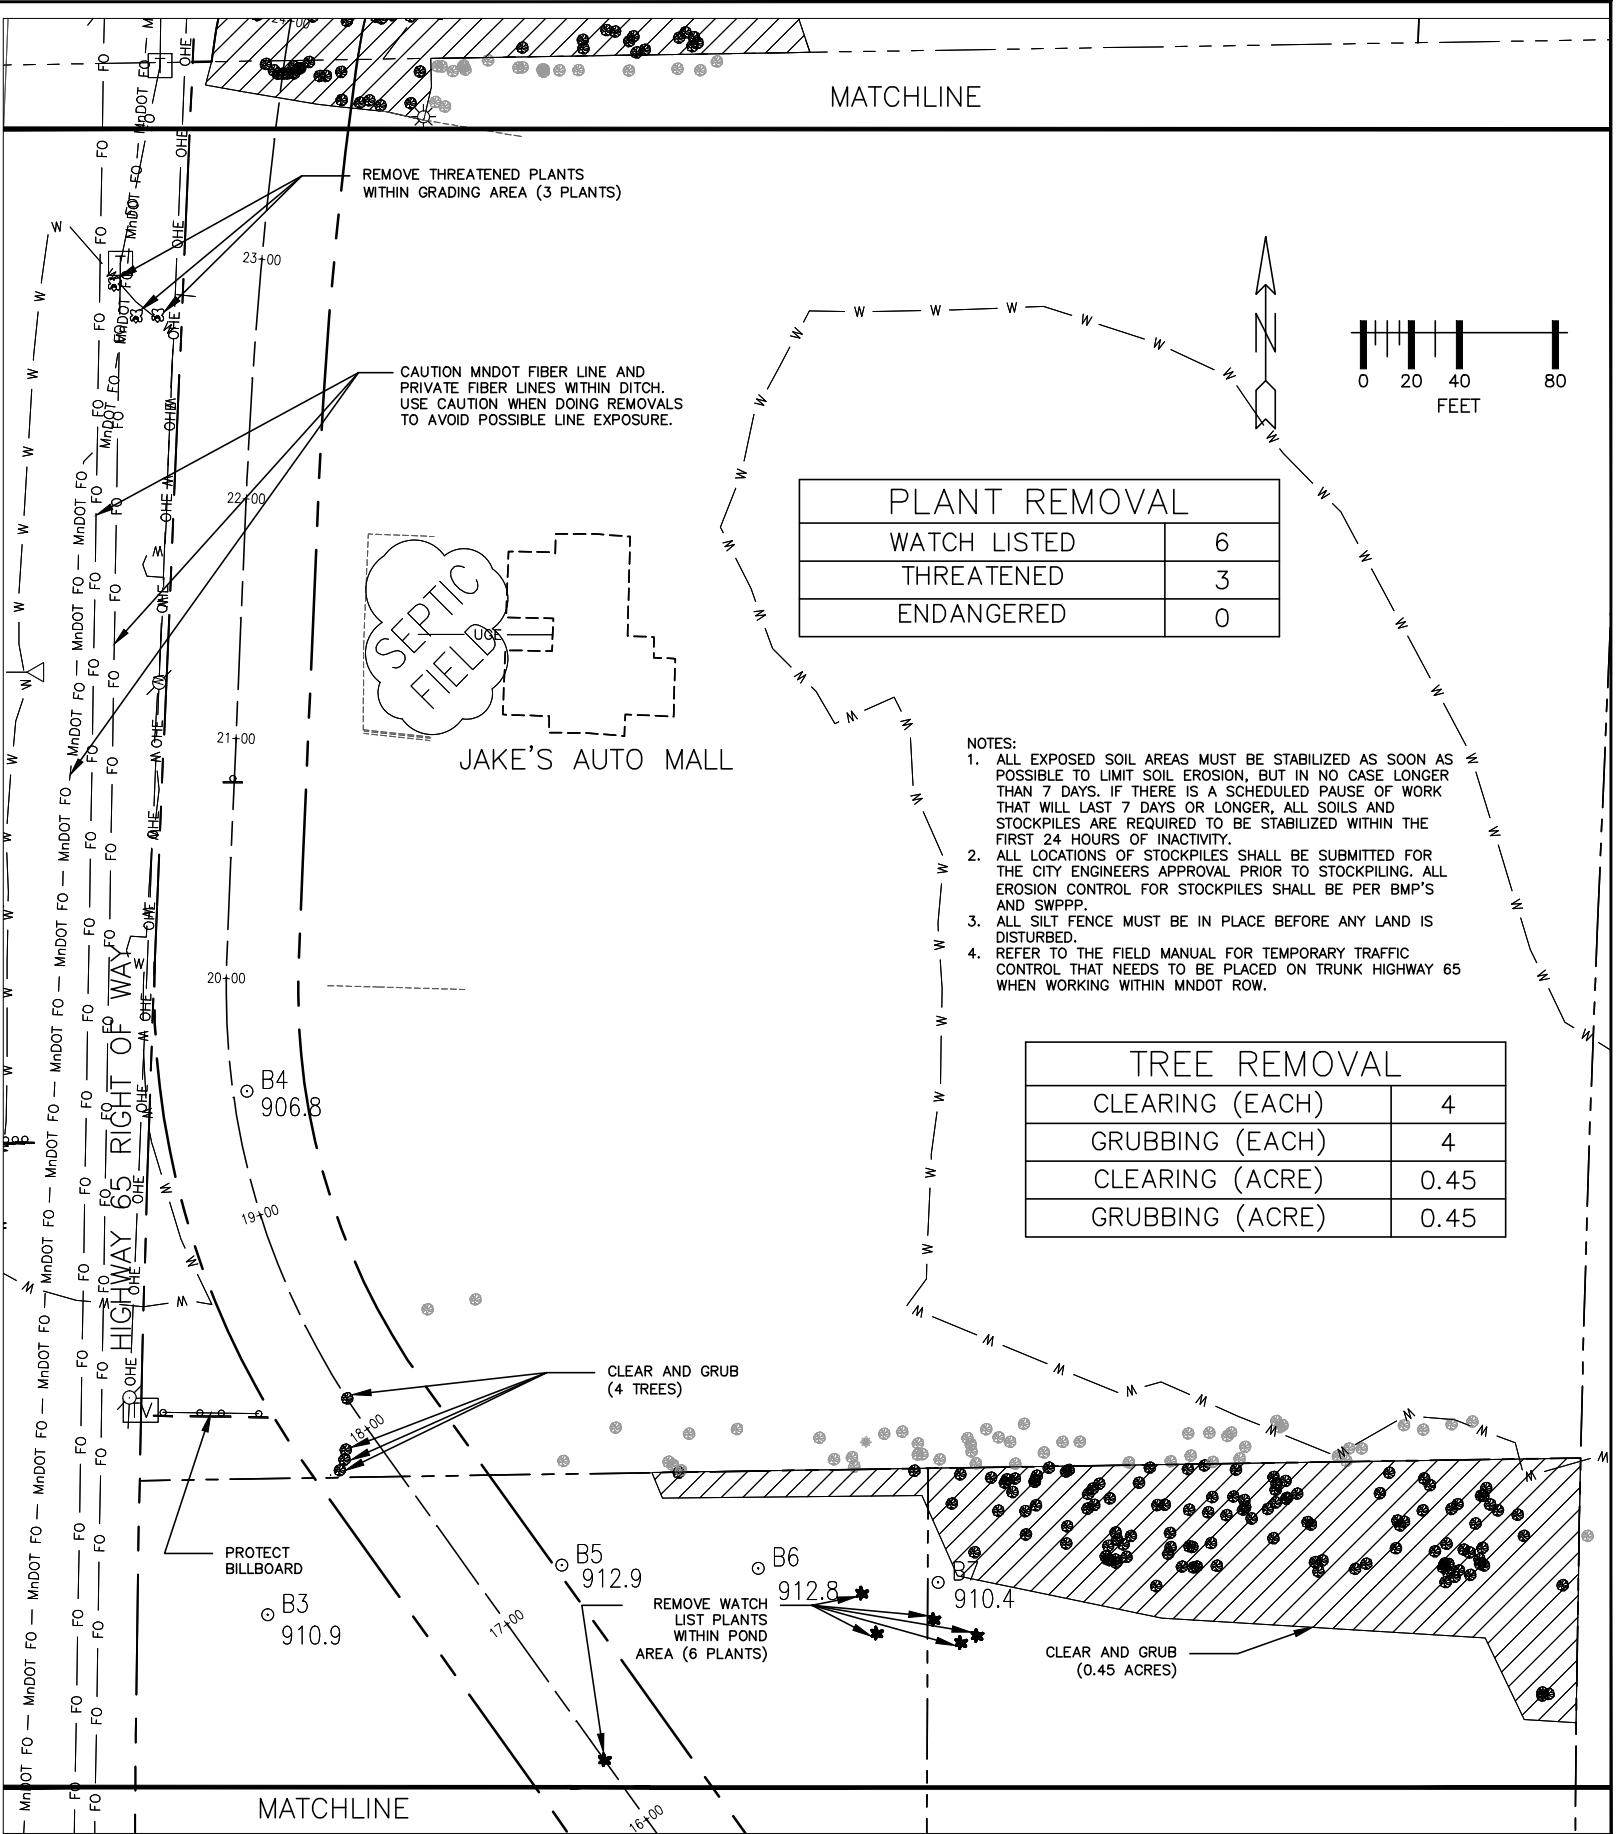 24+00
MATCHLINE
REMOVE THREATENED PLANTS
WITHIN GRADING AREA (3 PLANTS)
23+00
N
0 20 40 80
FEET
CAUTION MNDOT FIBER LINE AND
PRIVATE FIBER LINES WITHIN DITCH.
USE CAUTION WHEN DOING REMOVALS
TO AVOID POSSIBLE LINE EXPOSURE.
22+00
PLANT REMOVAL
WATCH LISTED 6
THREATENED 3
ENDANGERED 0
SEPTIC
FIELD
UGE
JAKE'S AUTO MALL
21+00
NOTES:
1. ALL EXPOSED SOIL AREAS MUST BE STABILIZED AS SOON AS
POSSIBLE TO LIMIT SOIL EROSION, BUT IN NO CASE LONGER
THAN 7 DAYS. IF THERE IS A SCHEDULED PAUSE OF WORK
THAT WILL LAST 7 DAYS OR LONGER, ALL SOILS AND
STOCKPILES ARE REQUIRED TO BE STABILIZED WITHIN THE
FIRST 24 HOURS OF INACTIVITY.
2. ALL LOCATIONS OF STOCKPILES SHALL BE SUBMITTED FOR
THE CITY ENGINEERS APPROVAL PRIOR TO STOCKPILING. ALL
EROSION CONTROL FOR STOCKPILES SHALL BE PER BMP'S
AND SWPPP.
3. ALL SILT FENCE MUST BE IN PLACE BEFORE ANY LAND IS
DISTURBED.
4. REFER TO THE FIELD MANUAL FOR TEMPORARY TRAFFIC
CONTROL THAT NEEDS TO BE PLACED ON TRUNK HIGHWAY 65
WHEN WORKING WITHIN MNDOT ROW.
20+00
HIGHWAY 65 RIGHT OF WAY
MnDOT FO
FO
OHE
W
B4
906.8
TREE REMOVAL
CLEARING (EACH) 4
GRUBBING (EACH) 4
CLEARING (ACRE) 0.45
GRUBBING (ACRE) 0.45
19+00
CLEAR AND GRUB
(4 TREES)
TV
18+00
PROTECT
BILLBOARD
B3
910.9
B5
912.9
B6
912.8
B7
910.4
REMOVE WATCH
LIST PLANTS
WITHIN POND
AREA (6 PLANTS)
17+00
CLEAR AND GRUB
(0.45 ACRES)
MATCHLINE
16+00